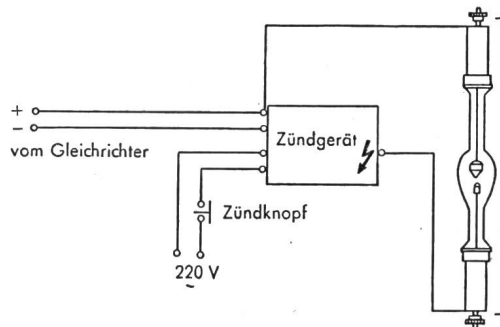 +
−
vom Gleichrichter
Zündgerät
Zündknopf
220 V
~